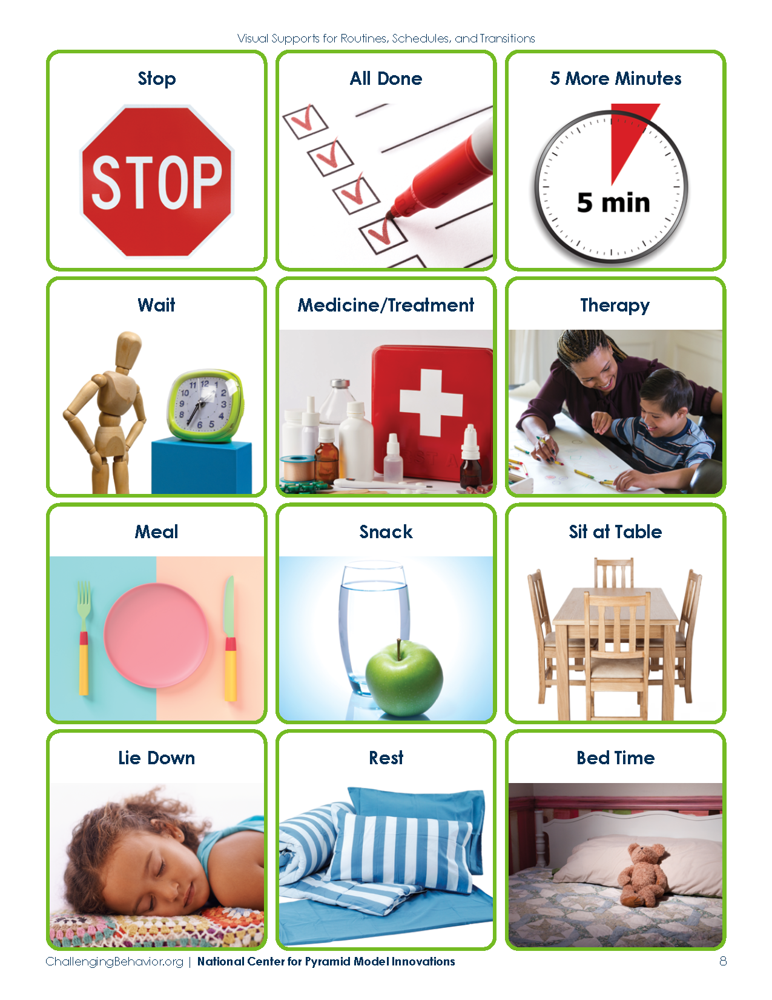 Visual Supports for Routines, Schedules, and Transitions
Stop
All Done
5 More Minutes
STOP
5 min
Wait
Medicine/Treatment
Therapy
11 12 1
10 2
9 3
8 4
7 6 5
Meal
Snack
Sit at Table
Lie Down
Rest
Bed Time
ChallengingBehavior.org | National Center for Pyramid Model Innovations
8